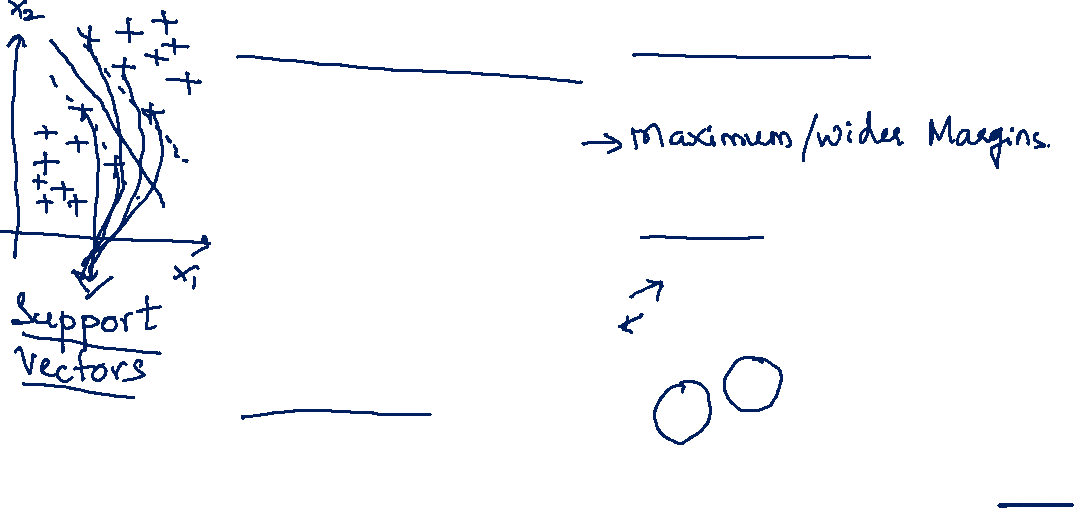 x₂
→ Maximum/wider Margins.
x₁
Support
Vectors